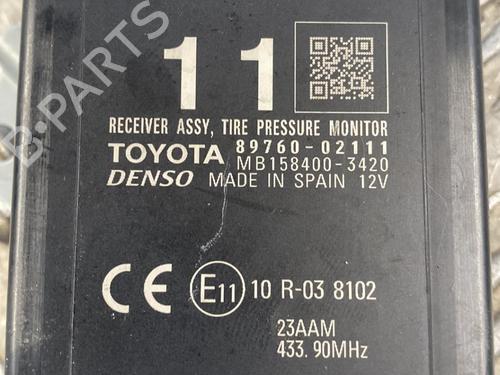 B-PARTS
11
RECEIVER ASSY, TIRE PRESSURE MONITOR
TOYOTA 89760-02111
MB158400-3420
DENSO MADE IN SPAIN 12V
CE E11 10 R-03 8102
23AAM
433.90MHz